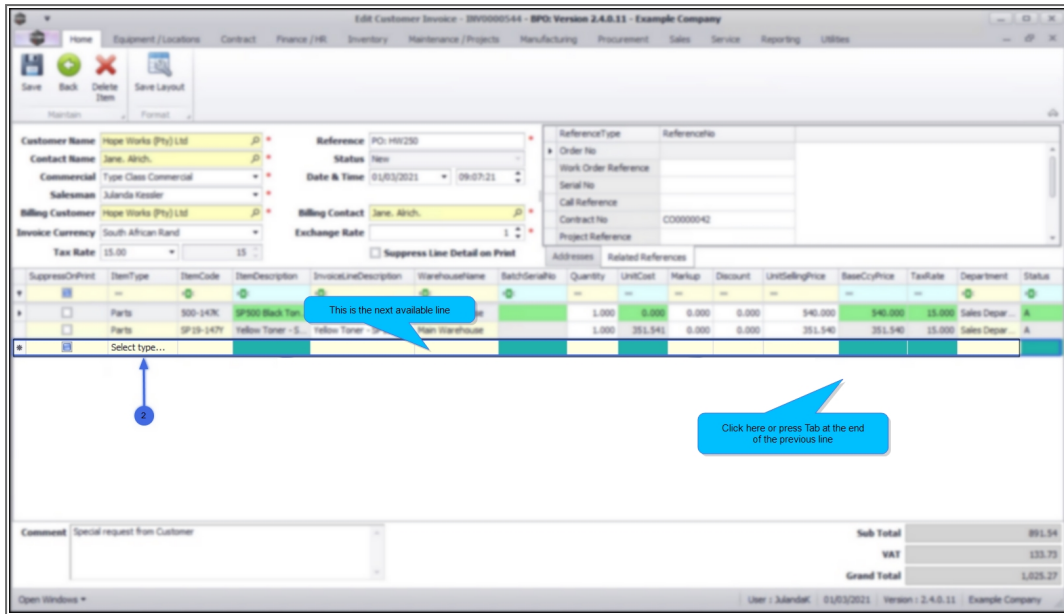 Edit Customer Invoice - INV0000544 - BPO: Version 2.4.0.11 - Example Company
Home Equipment / Locations Contract Finance / HR Inventory Maintenance / Projects Manufacturing Procurement Sales Service Reporting Utilities
Save Back Delete Item Save Layout
Maintain Format
Customer Name Hope Works (Pty) Ltd * Reference PO: HW250 *
Contact Name Jane. Alrich. * Status New
Commercial Type Class Commercial * Date & Time 01/03/2021 09:07:21
Salesman Julanda Kessler *
Billing Customer Hope Works (Pty) Ltd * Billing Contact Jane. Alrich. *
Invoice Currency South African Rand Exchange Rate 1 *
Tax Rate 15.00 15 Suppress Line Detail on Print
ReferenceType ReferenceNo
Order No
Work Order Reference
Serial No
Call Reference
Contract No CO0000042
Project Reference
Addresses Related References
SuppressOnPrint ItemType ItemCode ItemDescription InvoiceLineDescription WarehouseName BatchSerialNo Quantity UnitCost Markup Discount UnitSellingPrice BaseCcyPrice TaxRate Department Status
Parts 500-147K SP500 Black Ton... 1.000 0.000 0.000 0.000 540.000 540.000 15.000 Sales Depar... A
Parts SP19-147Y Yellow Toner - S... Yellow Toner - Main Warehouse 1.000 351.541 0.000 0.000 351.540 351.540 15.000 Sales Depar... A
This is the next available line
* Select type...
2
Click here or press Tab at the end
of the previous line
Comment Special request from Customer
Sub Total 891.54
VAT 133.73
Grand Total 1,025.27
Open Windows User : JulandaK 01/03/2021 Version : 2.4.0.11 Example Company